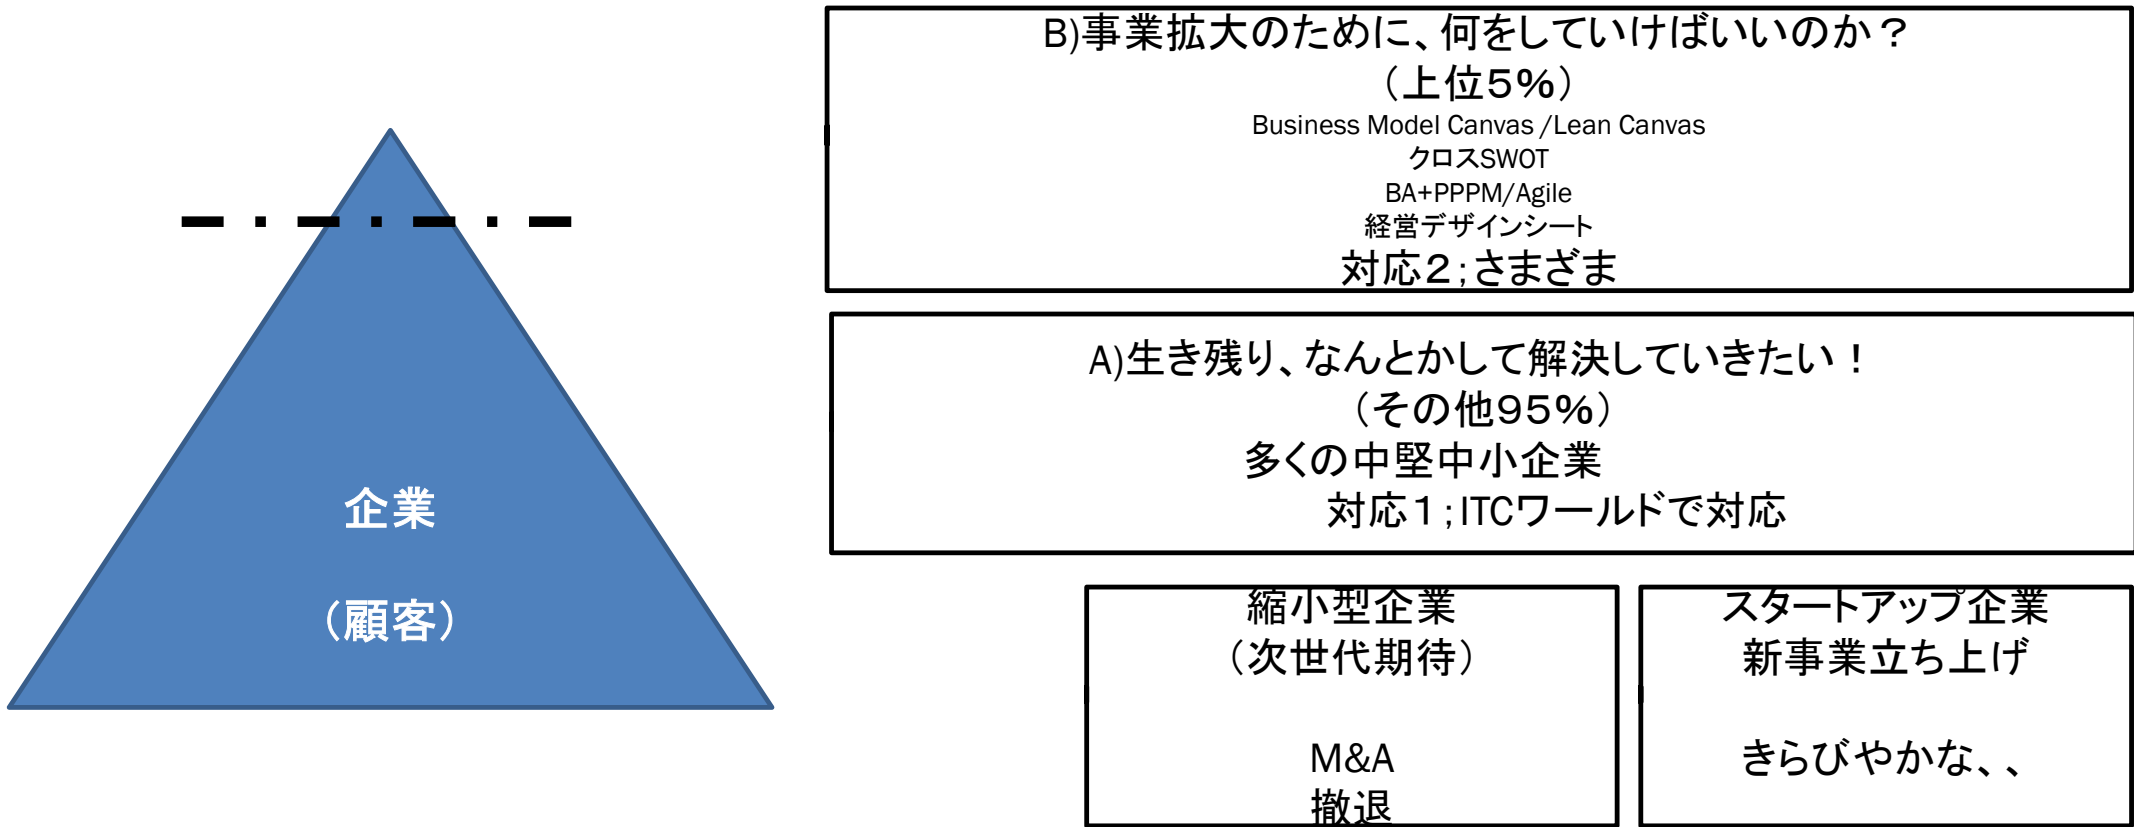 B)事業拡大のために、何をしていけばいいのか？
（上位５％）
Business Model Canvas /Lean Canvas
クロスSWOT
BA+PPPM/Agile
経営デザインシート
対応２；さまざま
A)生き残り、なんとかして解決していきたい！
（その他９５％）
多くの中堅中小企業
対応１；ITCワールドで対応
企業
（顧客）
縮小型企業
（次世代期待）
M&A
撤退
スタートアップ企業
新事業立ち上げ
きらびやかな、、